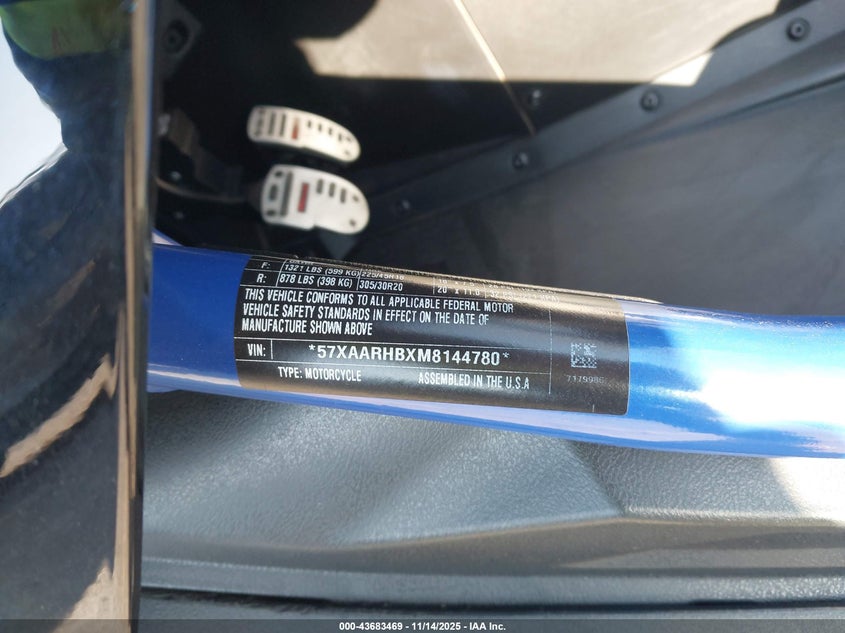 F: 1321 LBS (599 KG) 225/45R18
R: 878 LBS (398 KG) 305/30R20
THIS VEHICLE CONFORMS TO ALL APPLICABLE FEDERAL MOTOR
VEHICLE SAFETY STANDARDS IN EFFECT ON THE DATE OF
MANUFACTURE SHOWN ABOVE
VIN: *57XAARHBXM8144780*
TYPE: MOTORCYCLE ASSEMBLED IN THE U.S.A
000-43683469 - 11/14/2025 - IAA Inc.